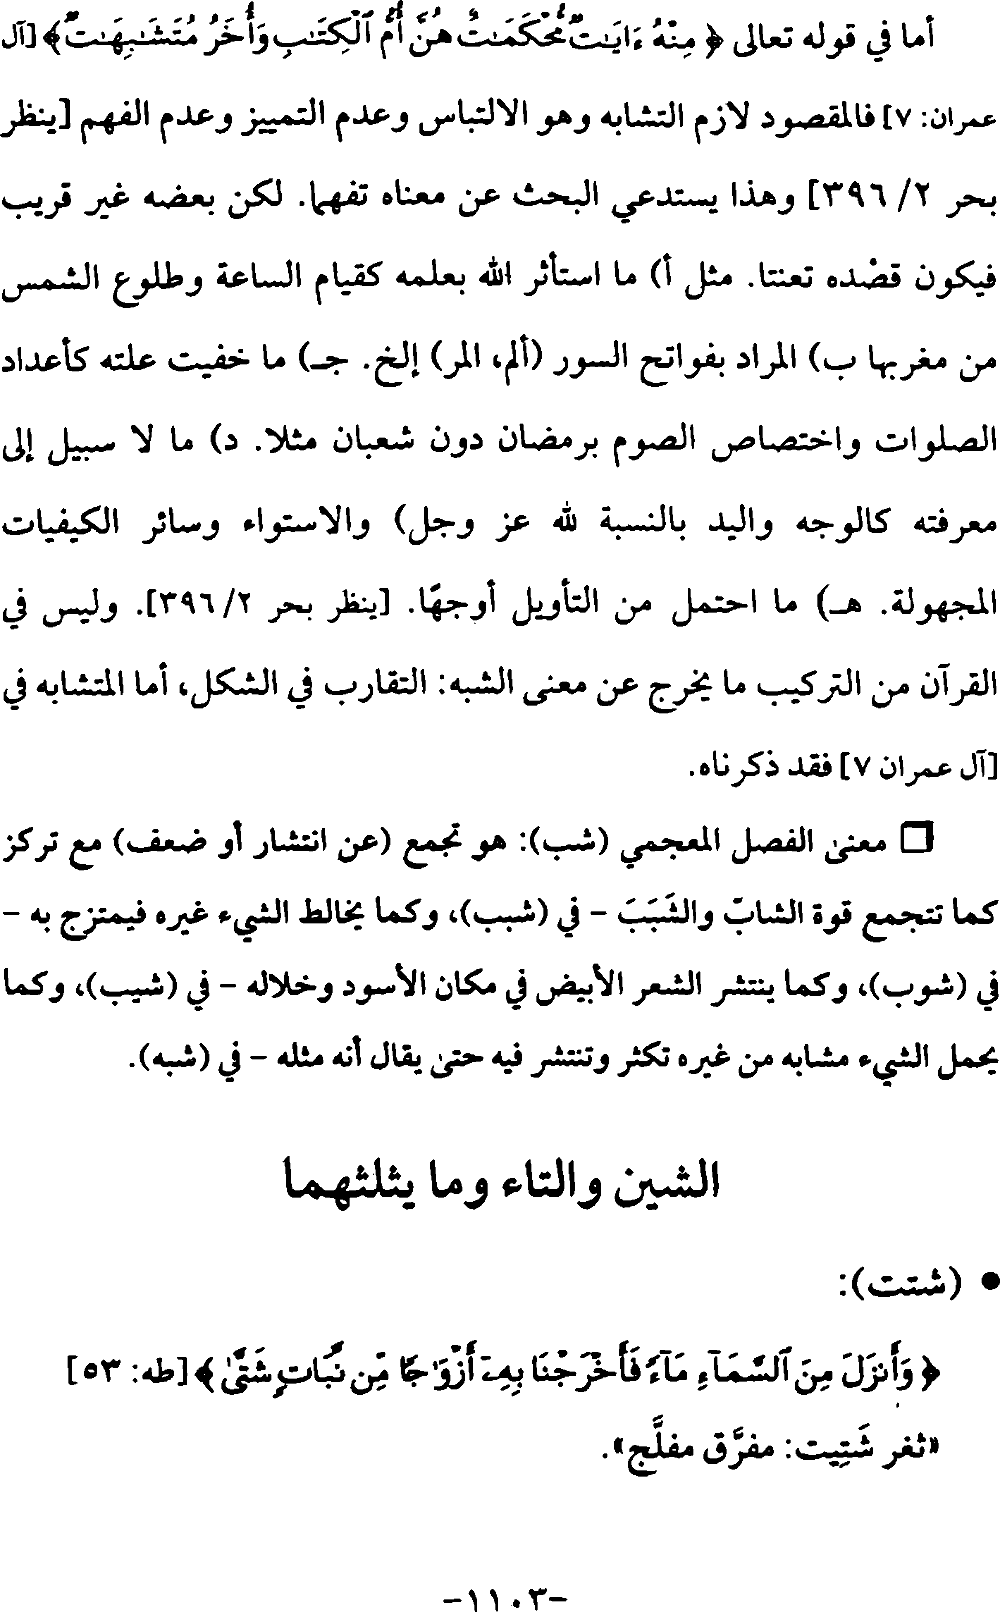 أما في قوله تعالى ﴿ مِنْهُ ءَايَـٰتٌ مُّحْكَمَـٰتٌ هُنَّ أُمُّ ٱلْكِتَـٰبِ وَأُخَرُ مُتَشَـٰبِهَـٰتٌ ﴾ [آل
عمران: ٧] فالمقصود لازم التشابه وهو الالتباس وعدم التمييز وعدم الفهم [ينظر
بحر ٢/ ٣٩٦] وهذا يستدعي البحث عن معناه تفهما. لكن بعضه غير قريب
فيكون قصْده تعنتا. مثل أ) ما استأثر الله بعلمه كقيام الساعة وطلوع الشمس
من مغربها ب) المراد بفواتح السور (ألم، المر) إلخ. جـ) ما خفيت علته كأعداد
الصلوات واختصاص الصوم برمضان دون شعبان مثلا. د) ما لا سبيل إلى
معرفته كالوجه واليد بالنسبة لله عز وجل) والاستواء وسائر الكيفيات
المجهولة. هـ) ما احتمل من التأويل أوجهًا. [ينظر بحر ٢/ ٣٩٦]. وليس في
القرآن من التركيب ما يخرج عن معنى الشبه: التقارب في الشكل، أما المتشابه في
[آل عمران ٧] فقد ذكرناه.
❒ معنىٰ الفصل المعجمي (شب): هو تجمع (عن انتشار أو ضعف) مع تركز
كما تتجمع قوة الشابّ والشَبَبَ - في (شبب)، وكما يخالط الشيء غيره فيمتزج به -
في (شوب)، وكما ينتشر الشعر الأبيض في مكان الأسود وخلاله - في (شيب)، وكما
يحمل الشيء مشابه من غيره تكثر وتنتشر فيه حتىٰ يقال أنه مثله - في (شبه).
الشين والتاء وما يثلثهما
• (شتت):
﴿ وَأَنزَلَ مِنَ ٱلسَّمَآءِ مَآءً فَأَخْرَجْنَا بِهِۦٓ أَزْوَٰجًا مِّن نَّبَاتٍ شَتَّىٰ ﴾ [طه: ٥٣]
«ثغر شَتِيت: مفرَّق مفلَّج».
-١١٠٣-